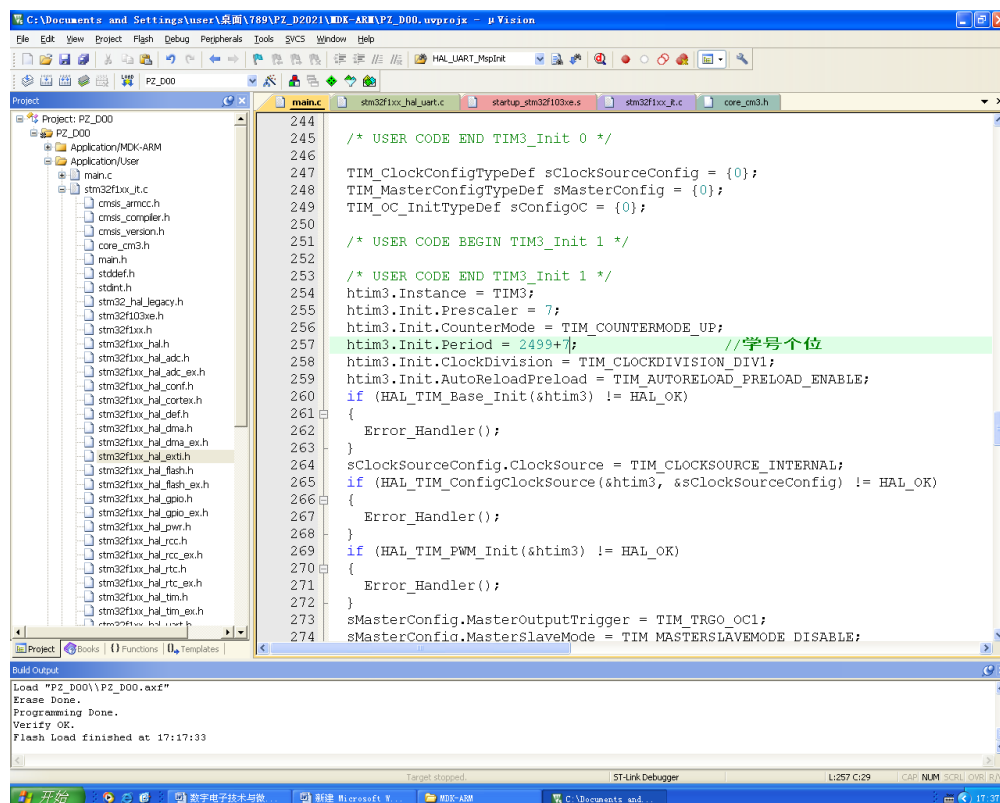 C:\Documents and Settings\user\桌面\789\PZ_D2021\MDK-ARM\PZ_D00.uvprojx - µVision
File Edit View Project Flash Debug Peripherals Tools SVCS Window Help
HAL_UART_MspInit
LOAD PZ_D00
Project
main.c stm32f1xx_hal_uart.c startup_stm32f103xe.s stm32f1xx_it.c core_cm3.h
Project: PZ_D00
PZ_D00
Application/MDK-ARM
Application/User
main.c
stm32f1xx_it.c
cmsis_armcc.h
cmsis_compiler.h
cmsis_version.h
core_cm3.h
main.h
stddef.h
stdint.h
stm32_hal_legacy.h
stm32f103xe.h
stm32f1xx.h
stm32f1xx_hal.h
stm32f1xx_hal_adc.h
stm32f1xx_hal_adc_ex.h
stm32f1xx_hal_conf.h
stm32f1xx_hal_cortex.h
stm32f1xx_hal_def.h
stm32f1xx_hal_dma.h
stm32f1xx_hal_dma_ex.h
stm32f1xx_hal_exti.h
stm32f1xx_hal_flash.h
stm32f1xx_hal_flash_ex.h
stm32f1xx_hal_gpio.h
stm32f1xx_hal_gpio_ex.h
stm32f1xx_hal_pwr.h
stm32f1xx_hal_rcc.h
stm32f1xx_hal_rcc_ex.h
stm32f1xx_hal_rtc.h
stm32f1xx_hal_rtc_ex.h
stm32f1xx_hal_tim.h
stm32f1xx_hal_tim_ex.h
stm32f1xx_hal_uart.h
Project Books Functions Templates
244
245 /* USER CODE END TIM3_Init 0 */
246
247 TIM_ClockConfigTypeDef sClockSourceConfig = {0};
248 TIM_MasterConfigTypeDef sMasterConfig = {0};
249 TIM_OC_InitTypeDef sConfigOC = {0};
250
251 /* USER CODE BEGIN TIM3_Init 1 */
252
253 /* USER CODE END TIM3_Init 1 */
254 htim3.Instance = TIM3;
255 htim3.Init.Prescaler = 7;
256 htim3.Init.CounterMode = TIM_COUNTERMODE_UP;
257 htim3.Init.Period = 2499+7; //学号个位
258 htim3.Init.ClockDivision = TIM_CLOCKDIVISION_DIV1;
259 htim3.Init.AutoReloadPreload = TIM_AUTORELOAD_PRELOAD_ENABLE;
260 if (HAL_TIM_Base_Init(&htim3) != HAL_OK)
261 {
262 Error_Handler();
263 }
264 sClockSourceConfig.ClockSource = TIM_CLOCKSOURCE_INTERNAL;
265 if (HAL_TIM_ConfigClockSource(&htim3, &sClockSourceConfig) != HAL_OK)
266 {
267 Error_Handler();
268 }
269 if (HAL_TIM_PWM_Init(&htim3) != HAL_OK)
270 {
271 Error_Handler();
272 }
273 sMasterConfig.MasterOutputTrigger = TIM_TRGO_OC1;
274 sMasterConfig.MasterSlaveMode = TIM_MASTERSLAVEMODE_DISABLE;
Build Output
Load "PZ_D00\\PZ_D00.axf"
Erase Done.
Programming Done.
Verify OK.
Flash Load finished at 17:17:33
Target stopped. ST-Link Debugger L:257 C:29 CAP NUM SCRL OVR R/
开始 数字电子技术与微... 新建 Microsoft W... MDK-ARM C:\Documents and... 17:37